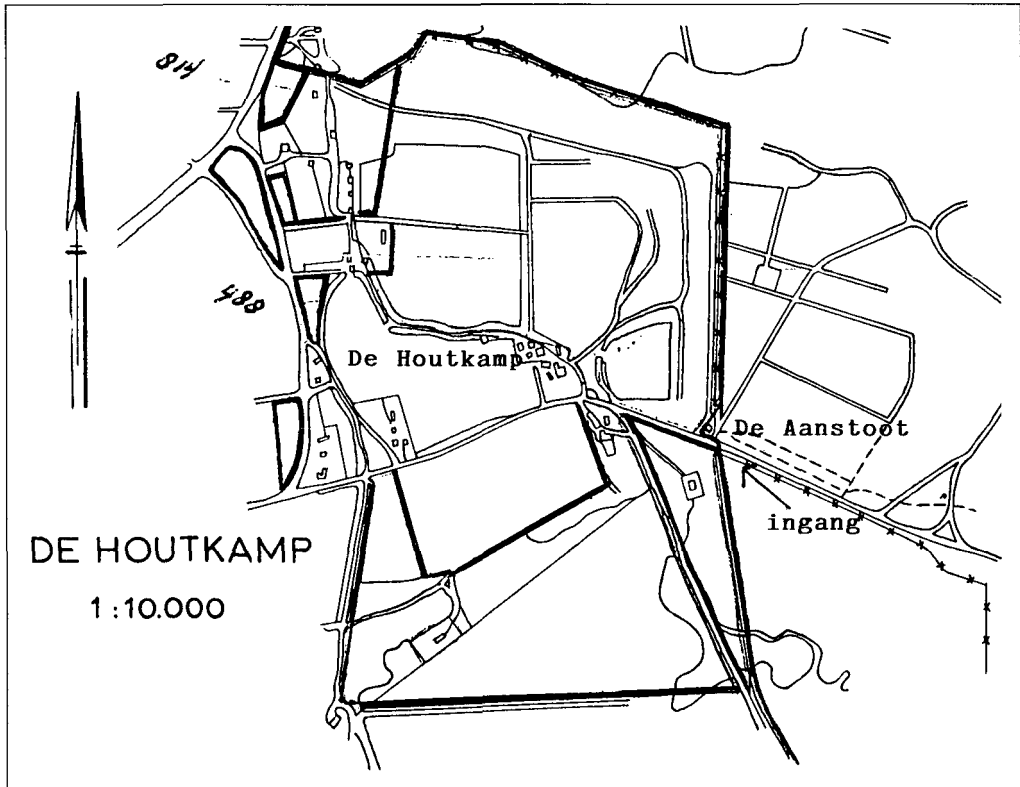 814
488
De Houtkamp
De Aanstoot
ingang
DE HOUTKAMP
1:10.000